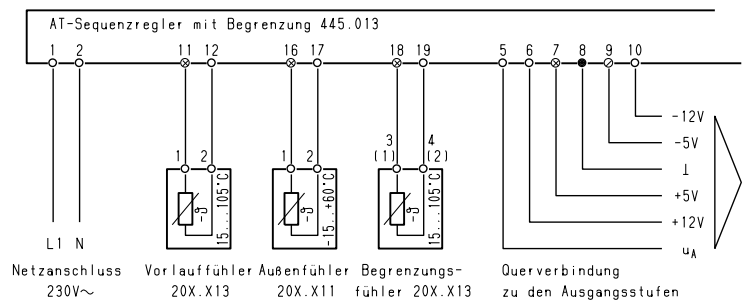 AT-Sequenzregler mit Begrenzung 445.013
1 2 11 12 16 17 18 19 5 6 7 8 9 10
-12V
3 4
-5V
1 2 1 2 (1) (2)
⊥
-ϑ 15...105°C -ϑ -15...+60°C -ϑ 15...105°C
+5V
+12V
L1 N
uA
Netzanschluss Vorlauffühler Außenfühler Begrenzungs- Querverbindung
230V~ 20X.X13 20X.X11 fühler 20X.X13 zu den Ausgangsstufen